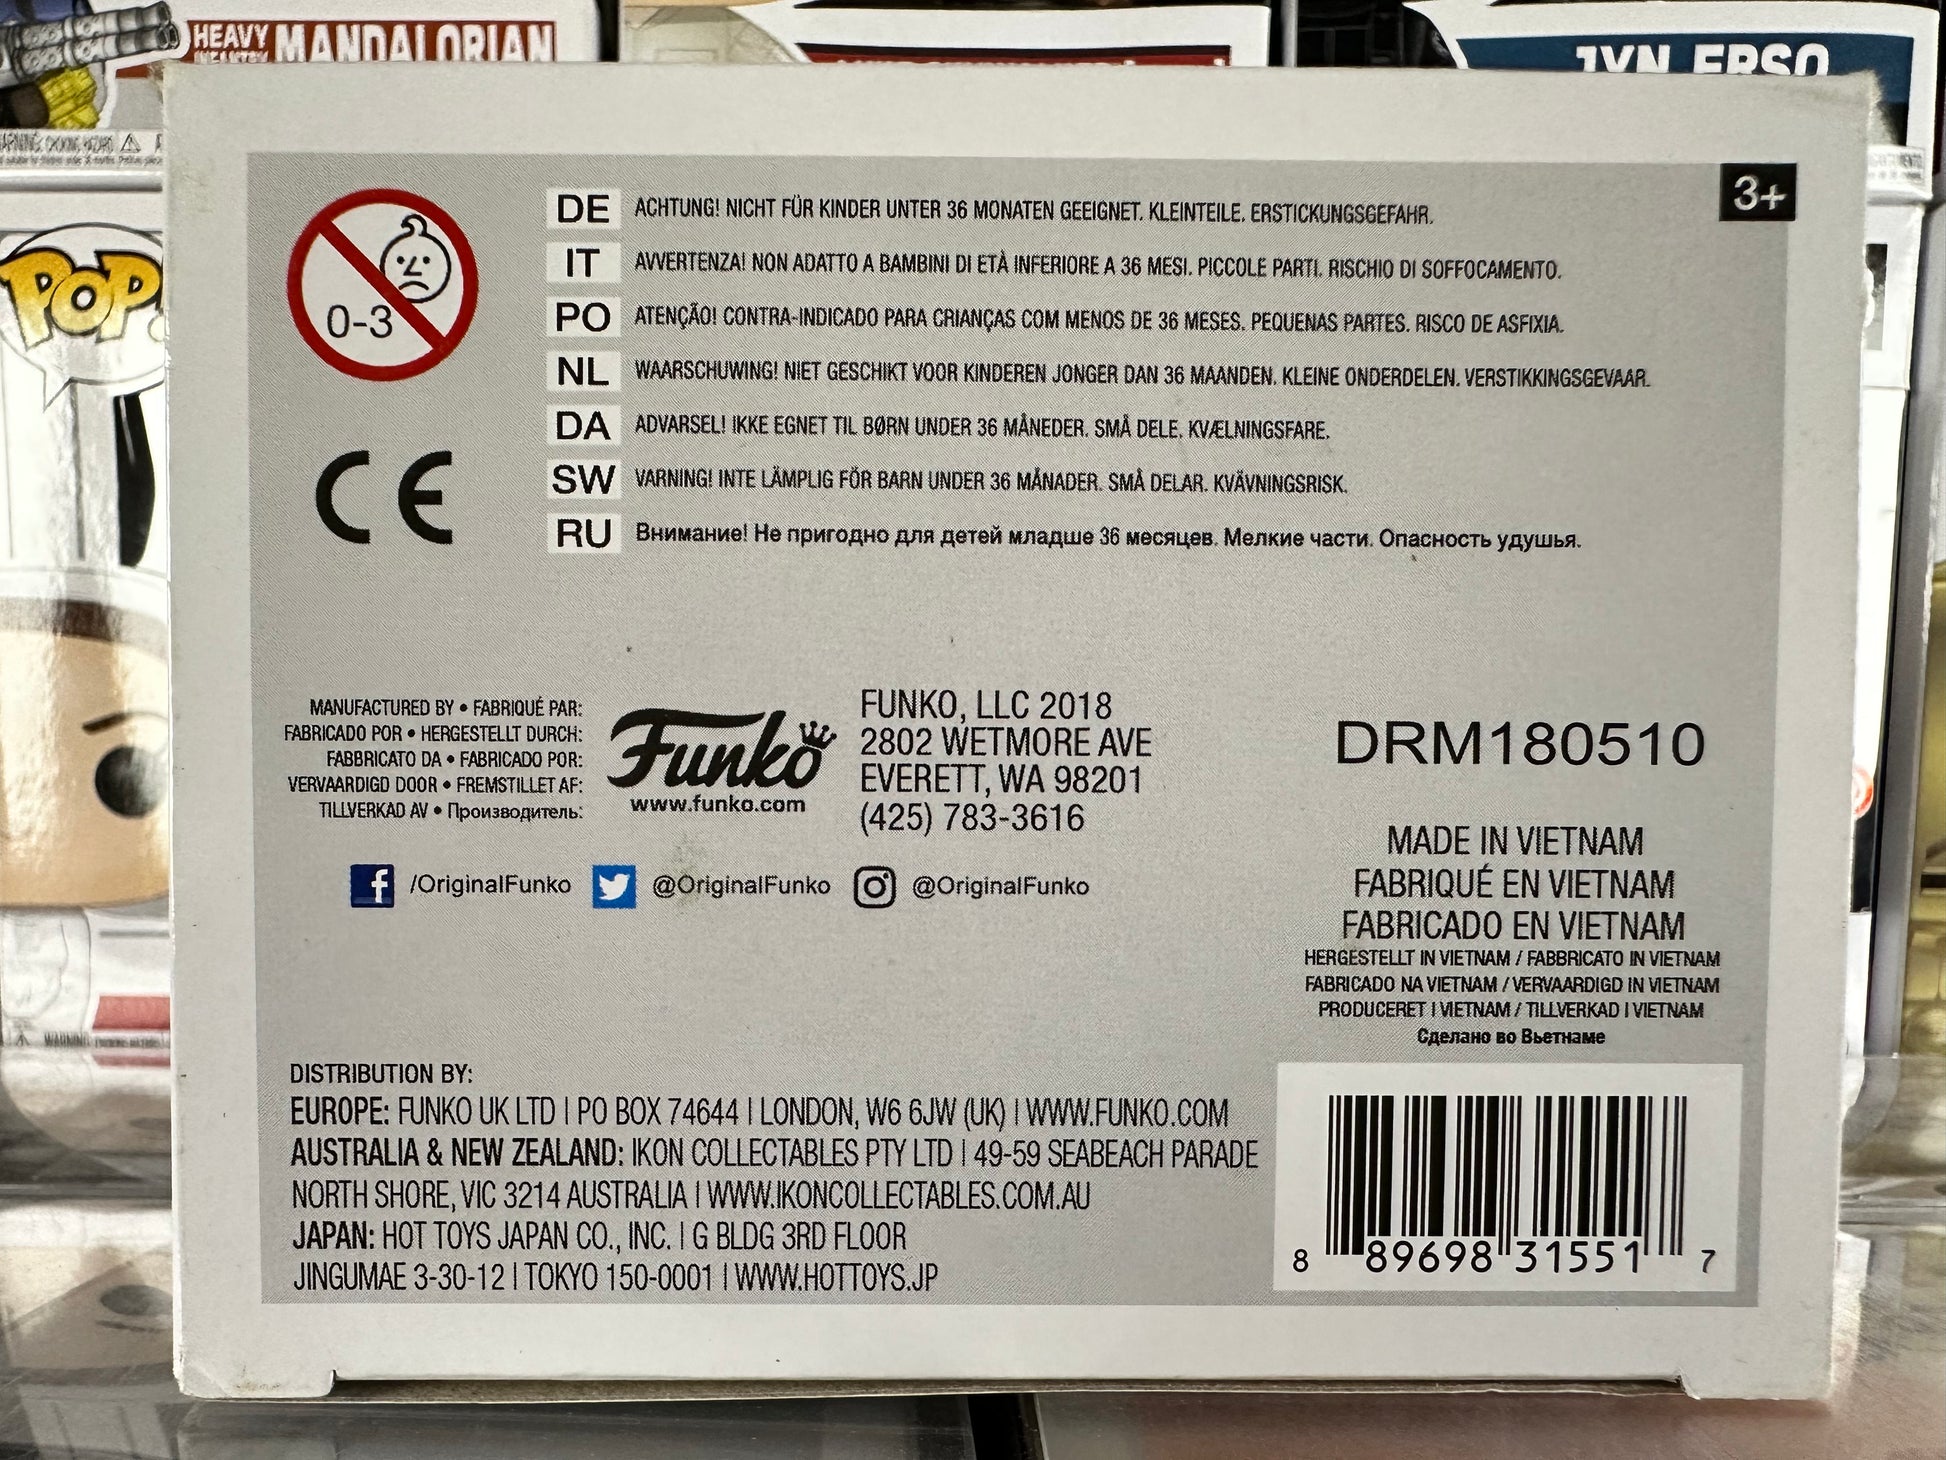 HEAVY MANDALORIAN
JYN ERSO
POP!
3+
0-3
CE
DE ACHTUNG! NICHT FÜR KINDER UNTER 36 MONATEN GEEIGNET. KLEINTEILE. ERSTICKUNGSGEFAHR.
IT AVVERTENZA! NON ADATTO A BAMBINI DI ETÀ INFERIORE A 36 MESI. PICCOLE PARTI. RISCHIO DI SOFFOCAMENTO.
PO ATENÇÃO! CONTRA-INDICADO PARA CRIANÇAS COM MENOS DE 36 MESES. PEQUENAS PARTES. RISCO DE ASFIXIA.
NL WAARSCHUWING! NIET GESCHIKT VOOR KINDEREN JONGER DAN 36 MAANDEN. KLEINE ONDERDELEN. VERSTIKKINGSGEVAAR.
DA ADVARSEL! IKKE EGNET TIL BØRN UNDER 36 MÅNEDER. SMÅ DELE. KVÆLNINGSFARE.
SW VARNING! INTE LÄMPLIG FÖR BARN UNDER 36 MÅNADER. SMÅ DELAR. KVÄVNINGSRISK.
RU Внимание! Не пригодно для детей младше 36 месяцев. Мелкие части. Опасность удушья.
MANUFACTURED BY • FABRIQUÉ PAR:
FABRICADO POR • HERGESTELLT DURCH:
FABBRICATO DA • FABRICADO POR:
VERVAARDIGD DOOR • FREMSTILLET AF:
TILLVERKAD AV • Производитель:
Funko
www.funko.com
FUNKO, LLC 2018
2802 WETMORE AVE
EVERETT, WA 98201
(425) 783-3616
/OriginalFunko @OriginalFunko @OriginalFunko
DRM180510
MADE IN VIETNAM
FABRIQUÉ EN VIETNAM
FABRICADO EN VIETNAM
HERGESTELLT IN VIETNAM / FABBRICATO IN VIETNAM
FABRICADO NA VIETNAM / VERVAARDIGD IN VIETNAM
PRODUCERET I VIETNAM / TILLVERKAD I VIETNAM
Сделано во Вьетнаме
DISTRIBUTION BY:
EUROPE: FUNKO UK LTD | PO BOX 74644 | LONDON, W6 6JW (UK) | WWW.FUNKO.COM
AUSTRALIA & NEW ZEALAND: IKON COLLECTABLES PTY LTD | 49-59 SEABEACH PARADE
NORTH SHORE, VIC 3214 AUSTRALIA | WWW.IKONCOLLECTABLES.COM.AU
JAPAN: HOT TOYS JAPAN CO., INC. | G BLDG 3RD FLOOR
JINGUMAE 3-30-12 | TOKYO 150-0001 | WWW.HOTTOYS.JP
8 89698 31551 7